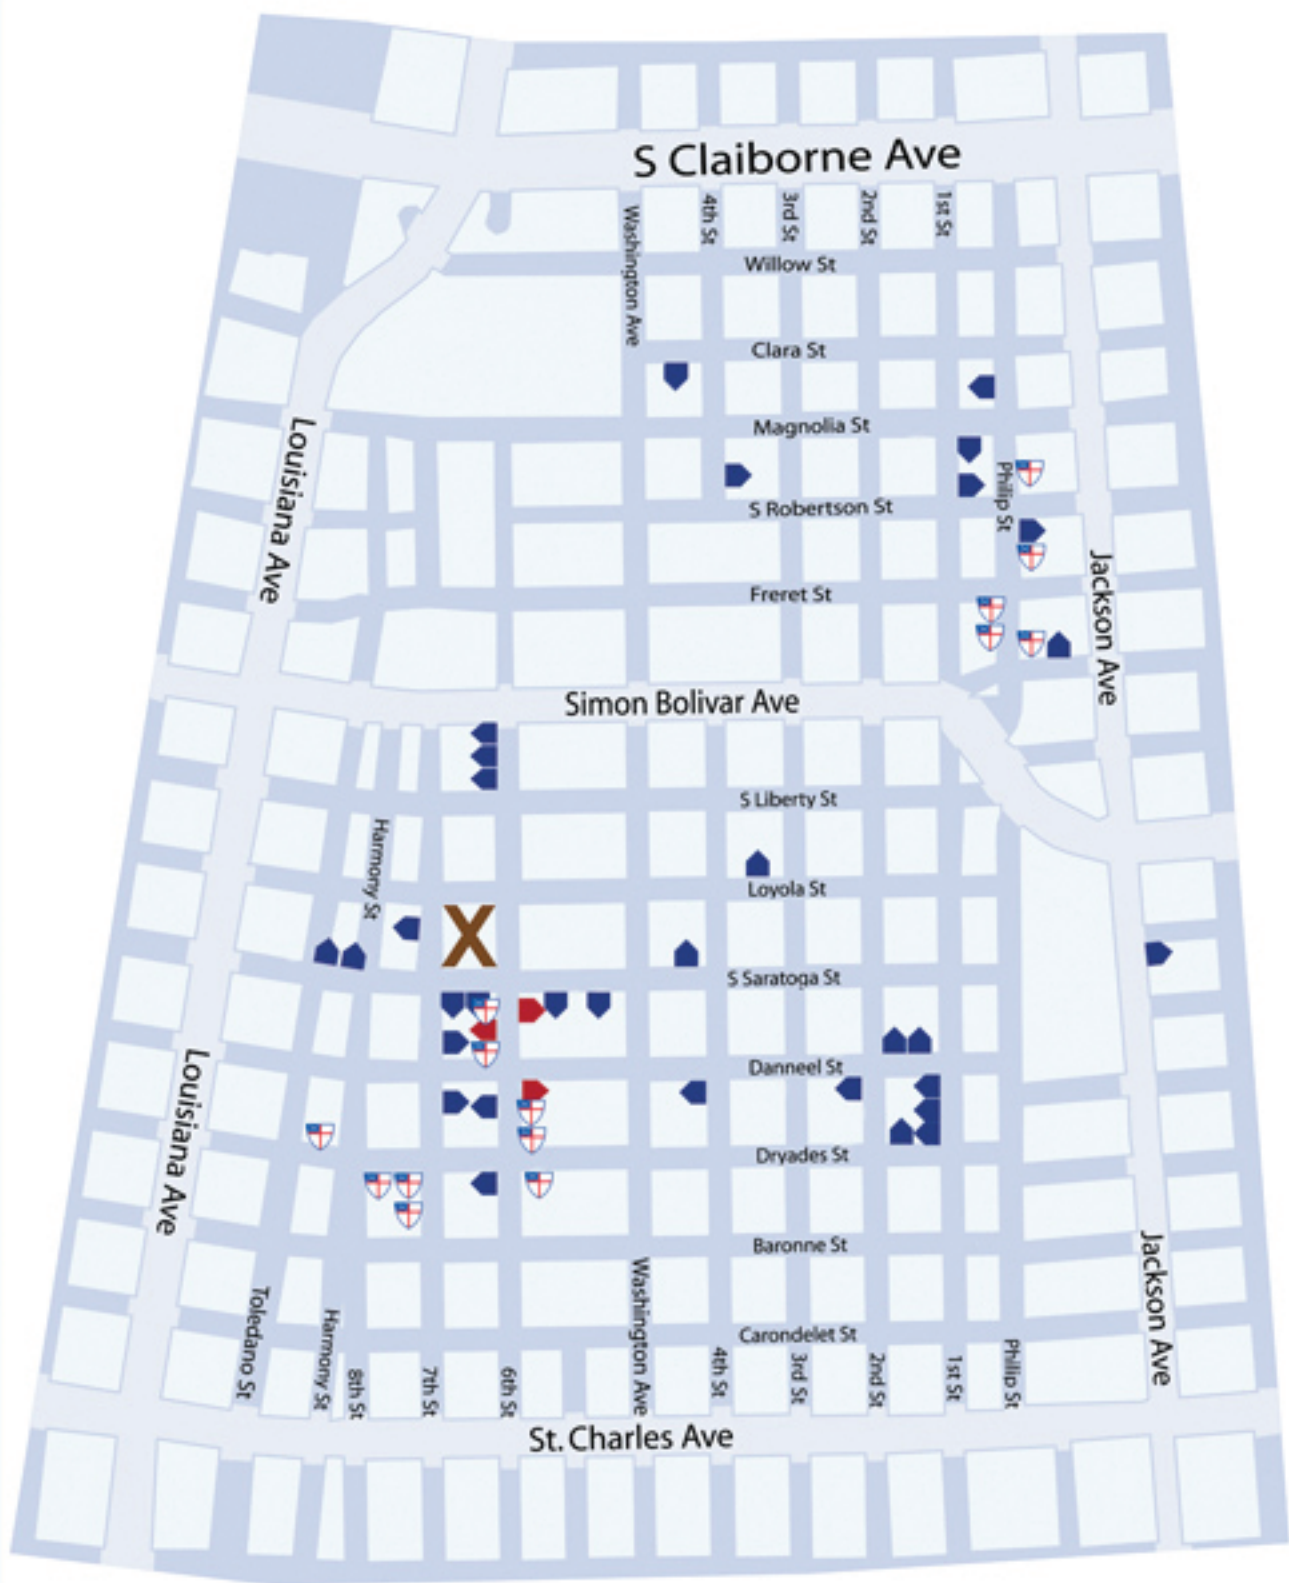 S Claiborne Ave
Washington Ave
4th St
3rd St
2nd St
1st St
Willow St
Clara St
Louisiana Ave
Magnolia St
Phillip St
S Robertson St
Jackson Ave
Freret St
Simon Bolivar Ave
S Liberty St
Harmony St
Loyola St
X
S Saratoga St
Louisiana Ave
Danneel St
Dryades St
Jackson Ave
Baronne St
Washington Ave
Toledano St
Harmony St
Carondelet St
8th St
7th St
6th St
4th St
3rd St
2nd St
1st St
Phillip St
St. Charles Ave